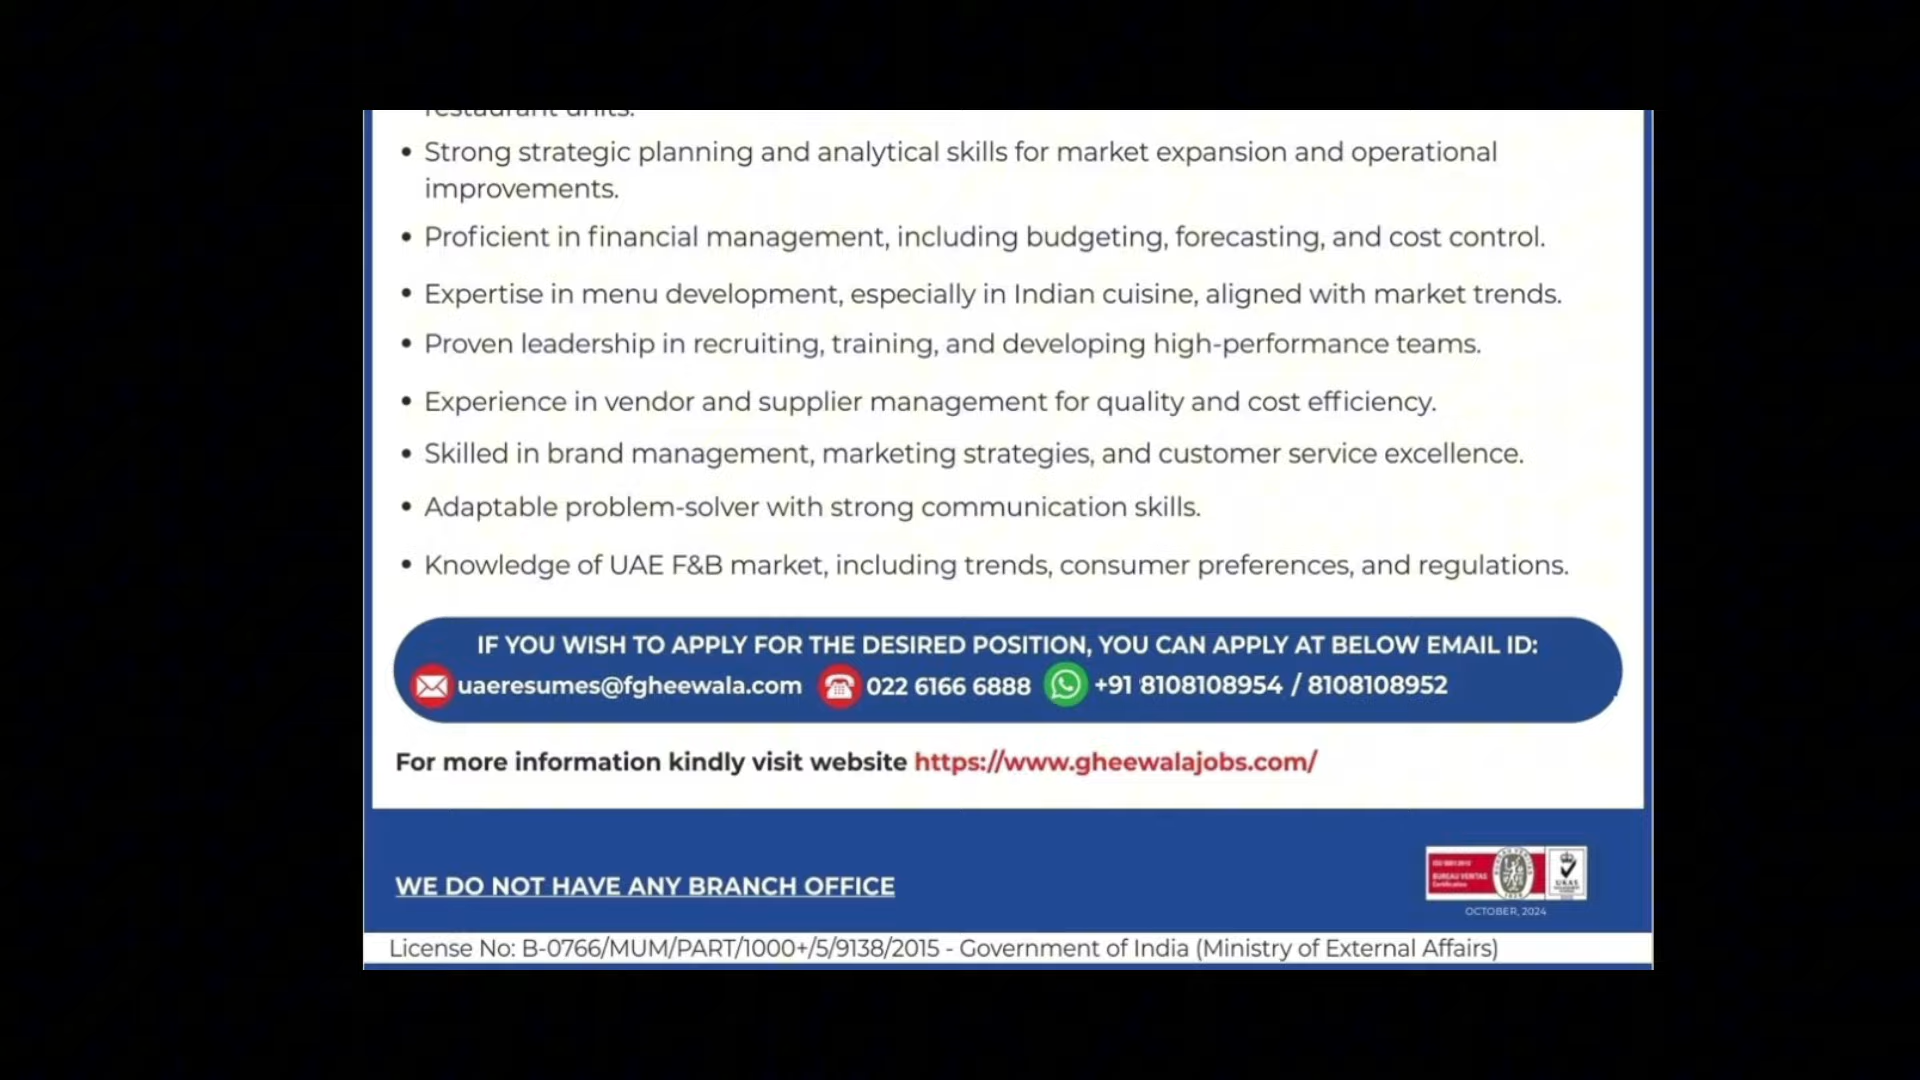 restaurant units.
• Strong strategic planning and analytical skills for market expansion and operational
improvements.
• Proficient in financial management, including budgeting, forecasting, and cost control.
• Expertise in menu development, especially in Indian cuisine, aligned with market trends.
• Proven leadership in recruiting, training, and developing high-performance teams.
• Experience in vendor and supplier management for quality and cost efficiency.
• Skilled in brand management, marketing strategies, and customer service excellence.
• Adaptable problem-solver with strong communication skills.
• Knowledge of UAE F&B market, including trends, consumer preferences, and regulations.
IF YOU WISH TO APPLY FOR THE DESIRED POSITION, YOU CAN APPLY AT BELOW EMAIL ID:
uaeresumes@fgheewala.com 022 6166 6888 +91 8108108954 / 8108108952
For more information kindly visit website https://www.gheewalajobs.com/
WE DO NOT HAVE ANY BRANCH OFFICE
BUREAU VERITAS
Certification
UKAS
OCTOBER, 2024
License No: B-0766/MUM/PART/1000+/5/9138/2015 - Government of India (Ministry of External Affairs)